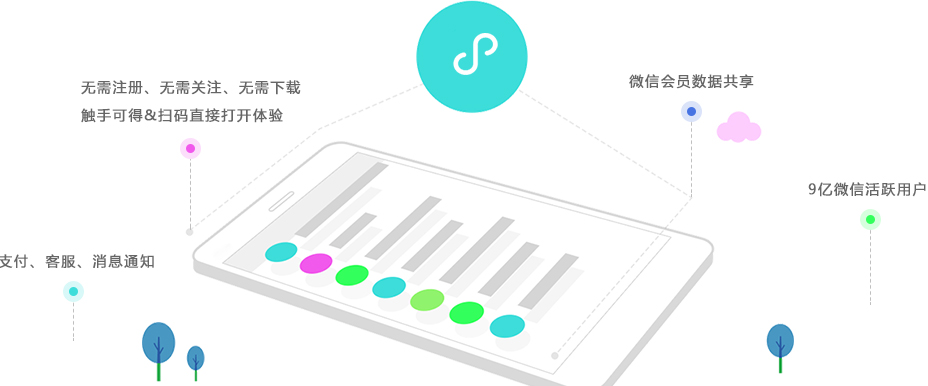 无需注册、无需关注、无需下载
触手可得&扫码直接打开体验
微信会员数据共享
9亿微信活跃用户
支付、客服、消息通知